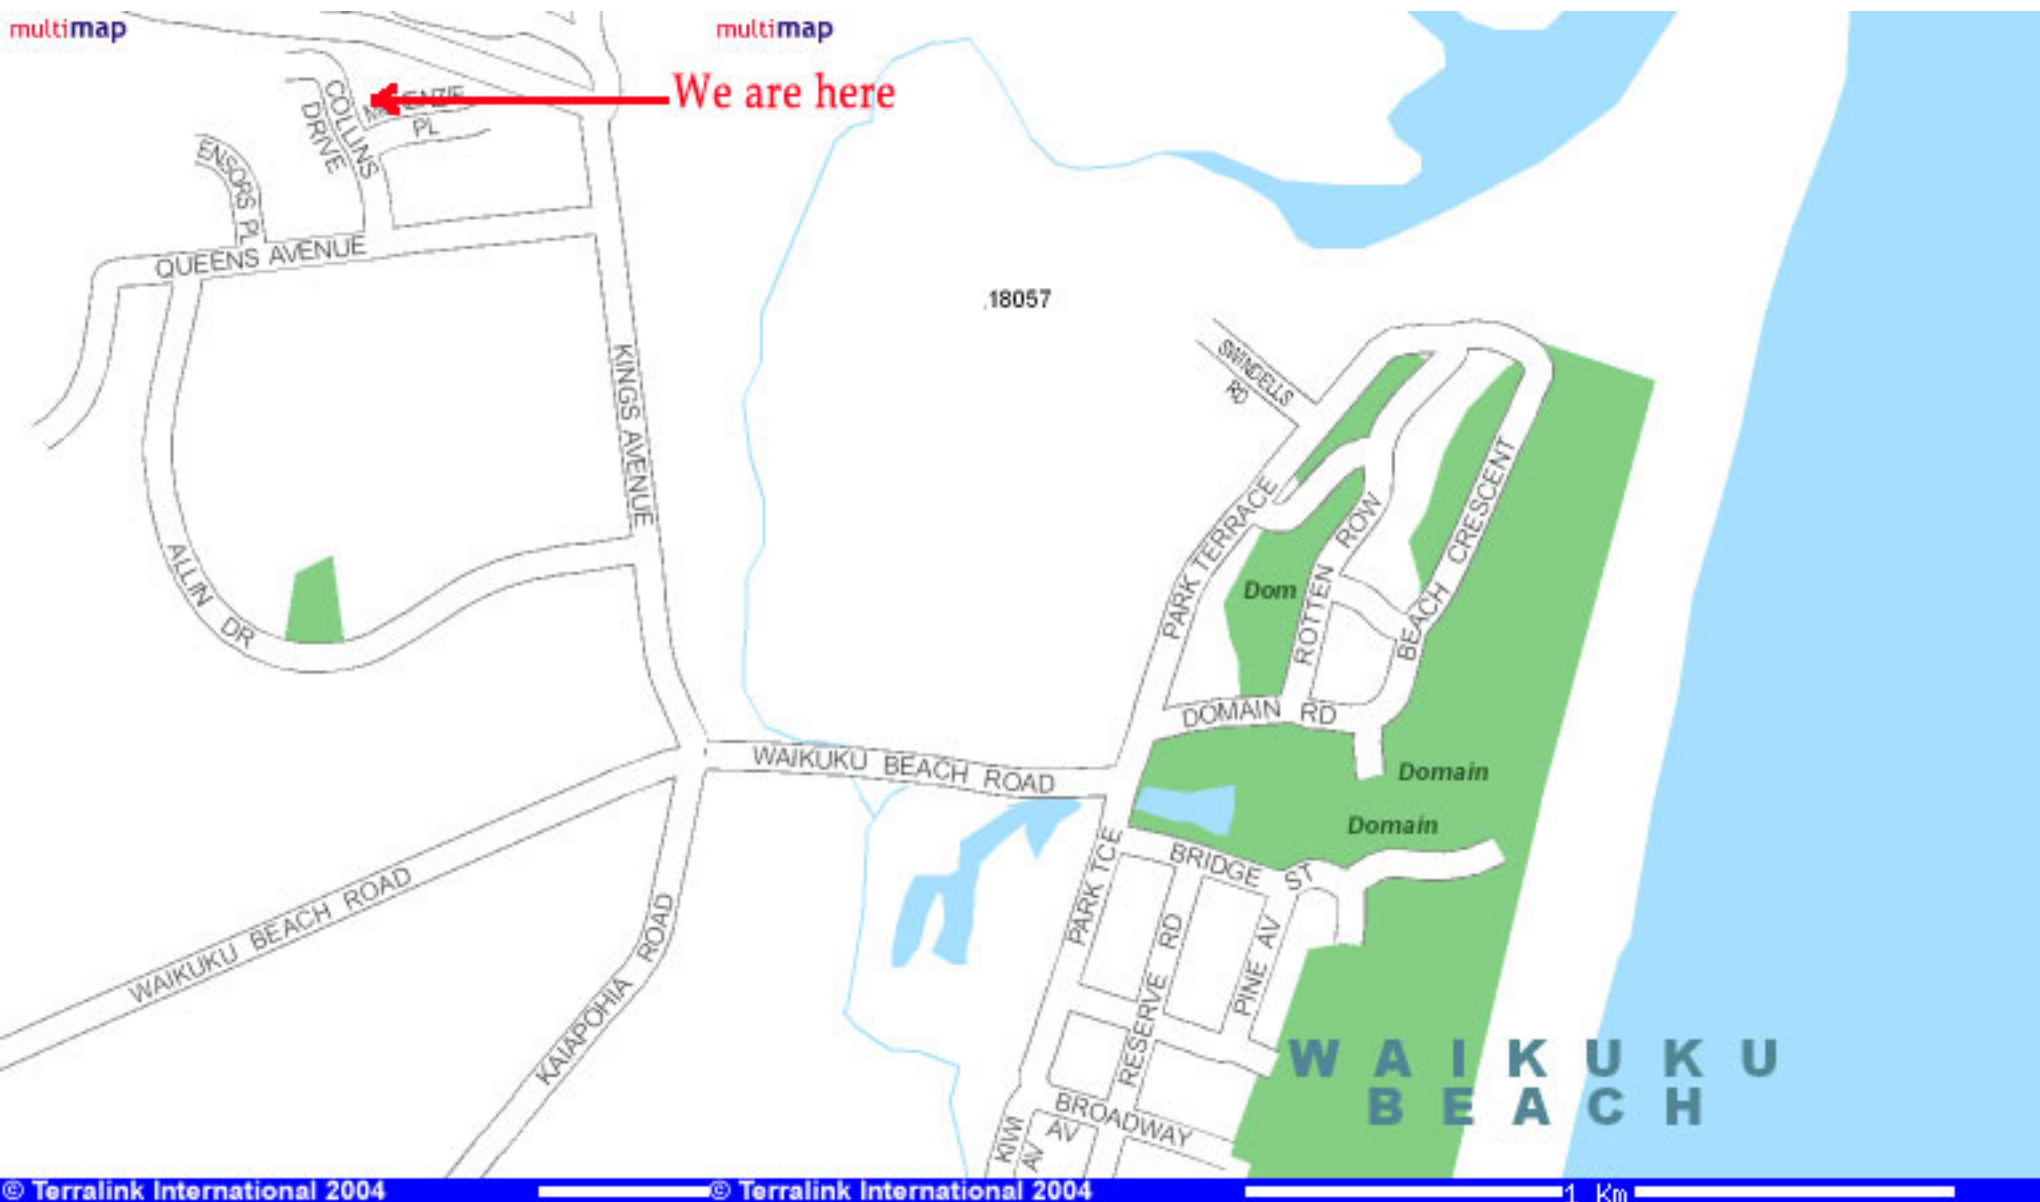 multimap
multimap
We are here
COLLINS
DRIVE
PL
ENSORS PL
QUEENS AVENUE
.18057
KINGS AVENUE
SWINDELLS
RD
PARK TERRACE
ROTTEN ROW
BEACH CRESCENT
Dom
ALLIN DR
DOMAIN RD
WAIKUKU BEACH ROAD
Domain
Domain
BRIDGE ST
PARK TCE
RESERVE RD
PINE AV
WAIKUKU BEACH ROAD
KAIAPOHIA ROAD
WAIKUKU
BEACH
BROADWAY
AV
KIWI
AV
© Terralink International 2004
© Terralink International 2004
1 Km